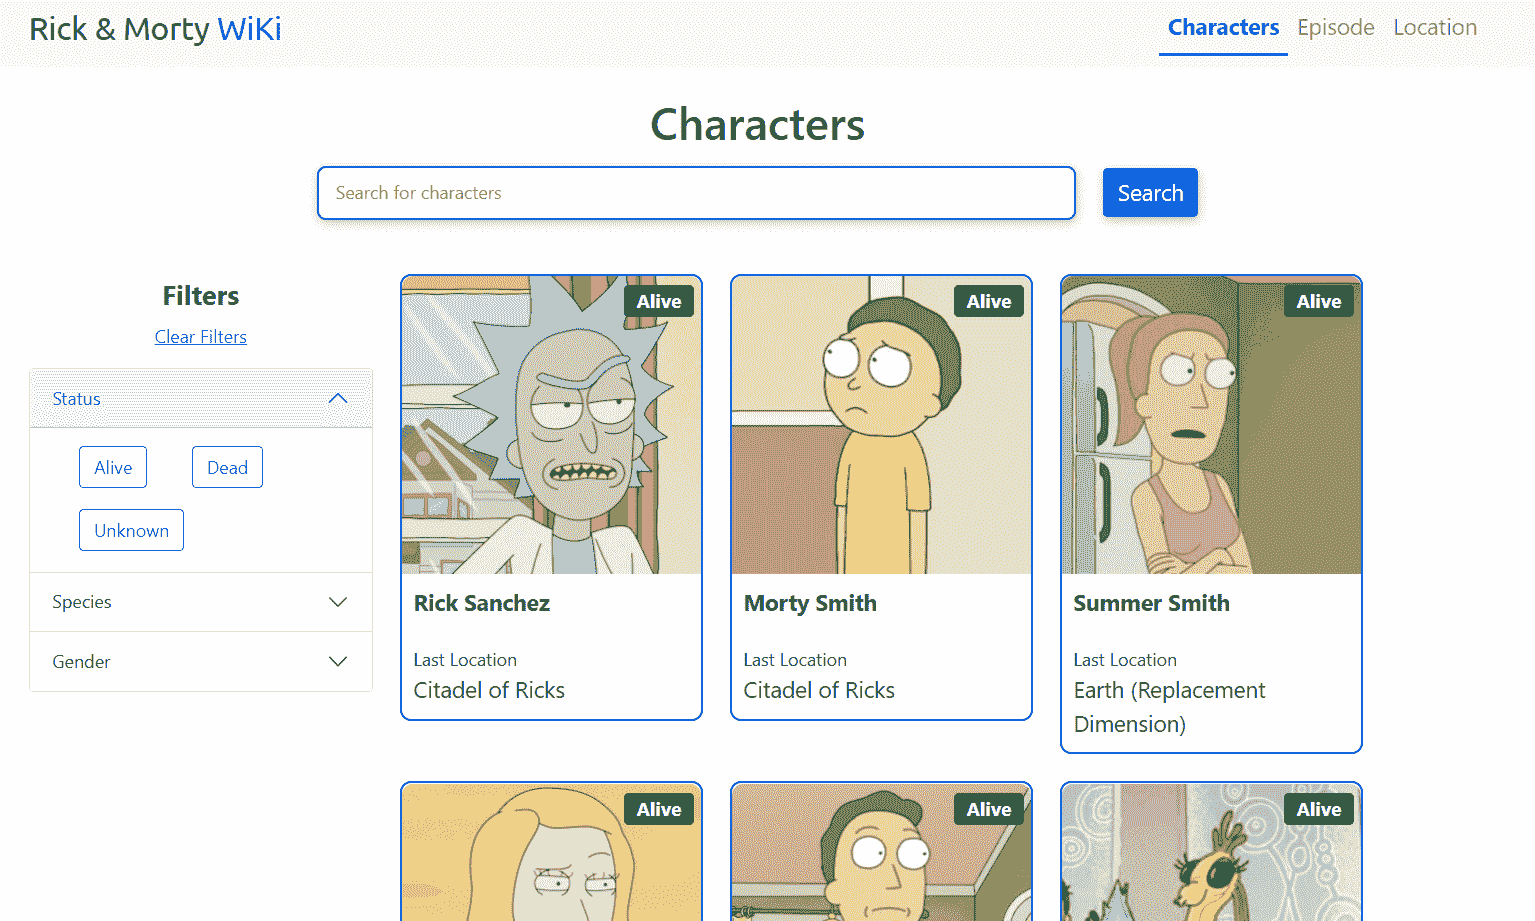 Rick & Morty WiKi
Characters Episode Location
Characters
Search for characters
Search
Filters
Clear Filters
Status
Alive Dead
Unknown
Species
Gender
Alive
Rick Sanchez
Last Location
Citadel of Ricks
Alive
Morty Smith
Last Location
Citadel of Ricks
Alive
Summer Smith
Last Location
Earth (Replacement
Dimension)
Alive
Alive
Alive